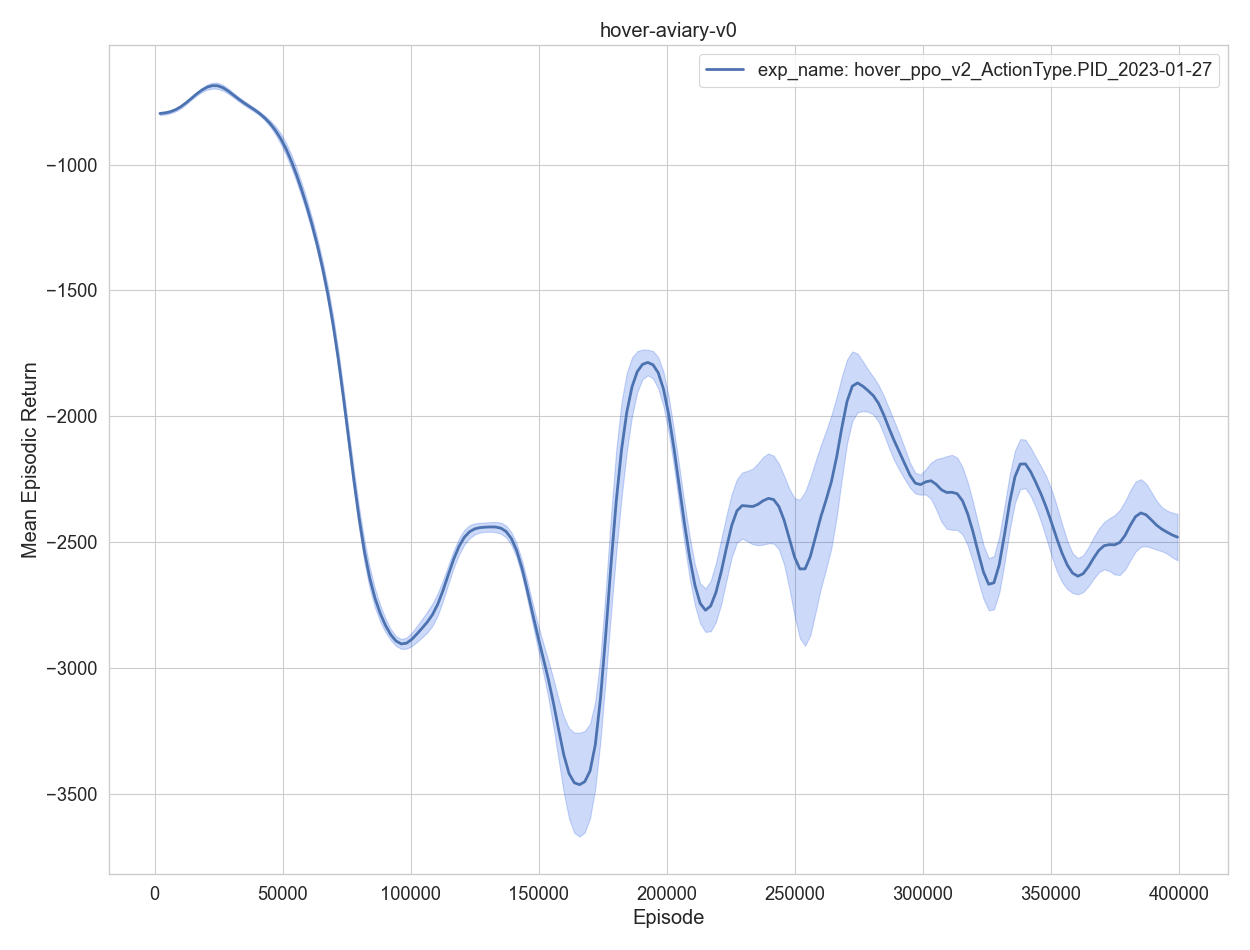 hover-aviary-v0
exp_name: hover_ppo_v2_ActionType.PID_2023-01-27
Mean Episodic Return
−1000
−1500
−2000
−2500
−3000
−3500
0 50000 100000 150000 200000 250000 300000 350000 400000
Episode